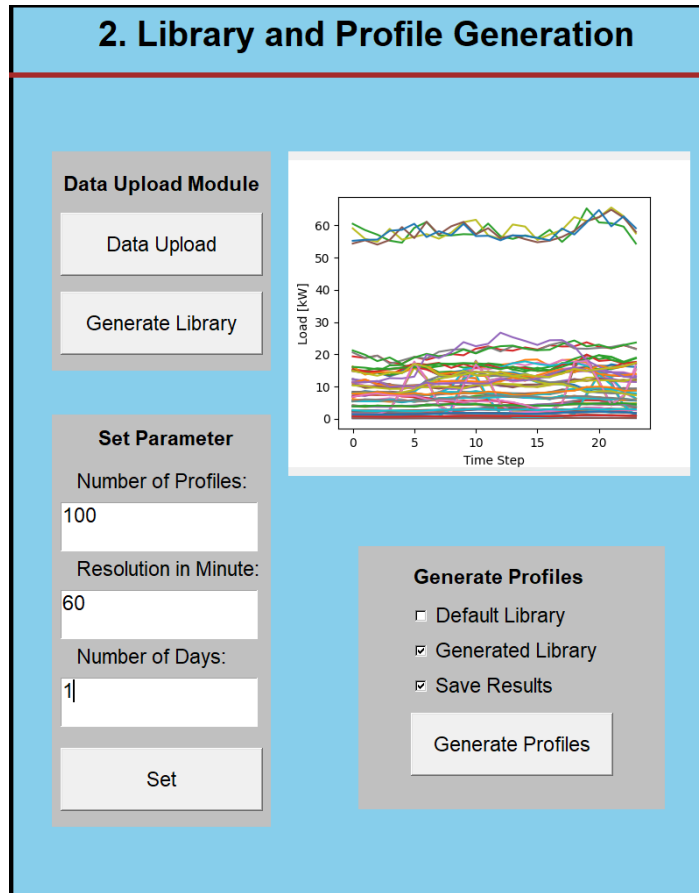 2. Library and Profile Generation
Data Upload Module
Data Upload
Generate Library
Load [kW]
60
50
40
30
20
10
0
0 5 10 15 20
Time Step
Set Parameter
Number of Profiles:
100
Resolution in Minute:
60
Number of Days:
1
Set
Generate Profiles
Default Library
Generated Library
Save Results
Generate Profiles